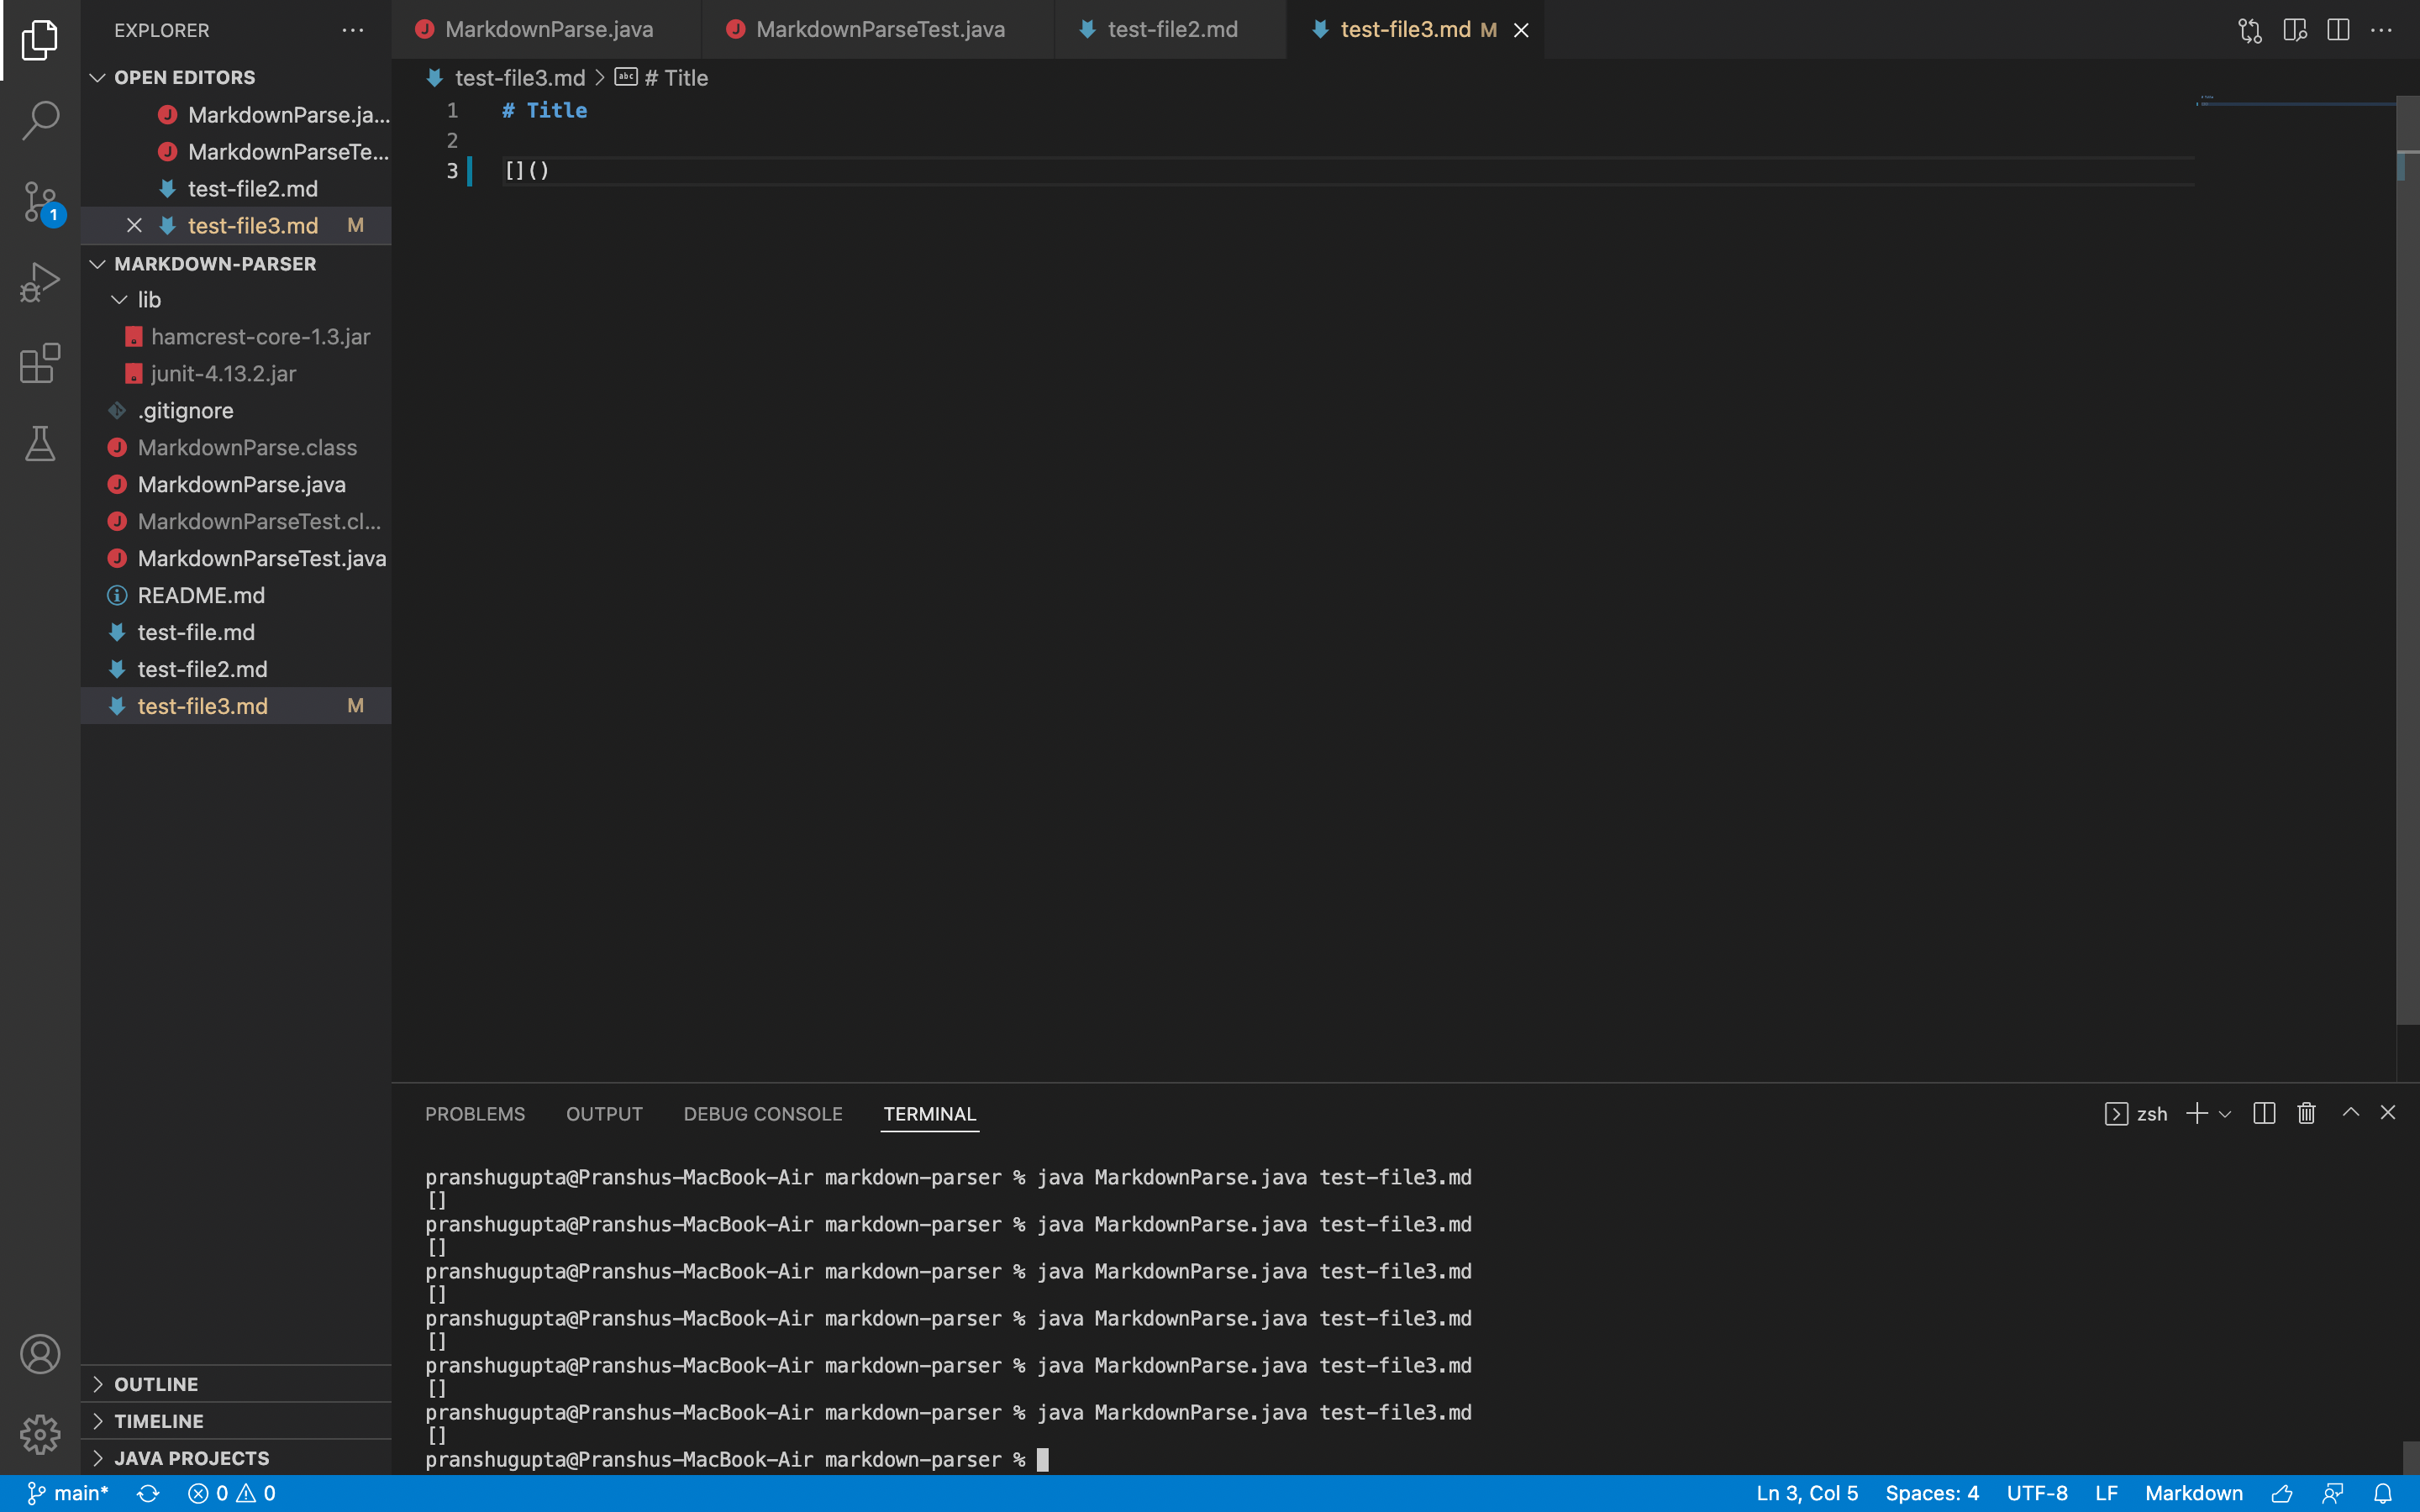 EXPLORER
OPEN EDITORS
MarkdownParse.ja...
MarkdownParseTe...
test-file2.md
test-file3.md M
MARKDOWN-PARSER
lib
hamcrest-core-1.3.jar
junit-4.13.2.jar
.gitignore
MarkdownParse.class
MarkdownParse.java
MarkdownParseTest.cl...
MarkdownParseTest.java
README.md
test-file.md
test-file2.md
test-file3.md M
OUTLINE
TIMELINE
JAVA PROJECTS
1
MarkdownParse.java MarkdownParseTest.java test-file2.md test-file3.md M
test-file3.md > abc # Title
1 # Title
2
3 []()
PROBLEMS OUTPUT DEBUG CONSOLE TERMINAL zsh
pranshugupta@Pranshus-MacBook-Air markdown-parser % java MarkdownParse.java test-file3.md
[]
pranshugupta@Pranshus-MacBook-Air markdown-parser % java MarkdownParse.java test-file3.md
[]
pranshugupta@Pranshus-MacBook-Air markdown-parser % java MarkdownParse.java test-file3.md
[]
pranshugupta@Pranshus-MacBook-Air markdown-parser % java MarkdownParse.java test-file3.md
[]
pranshugupta@Pranshus-MacBook-Air markdown-parser % java MarkdownParse.java test-file3.md
[]
pranshugupta@Pranshus-MacBook-Air markdown-parser % java MarkdownParse.java test-file3.md
[]
pranshugupta@Pranshus-MacBook-Air markdown-parser %
main* 0 0 Ln 3, Col 5 Spaces: 4 UTF-8 LF Markdown